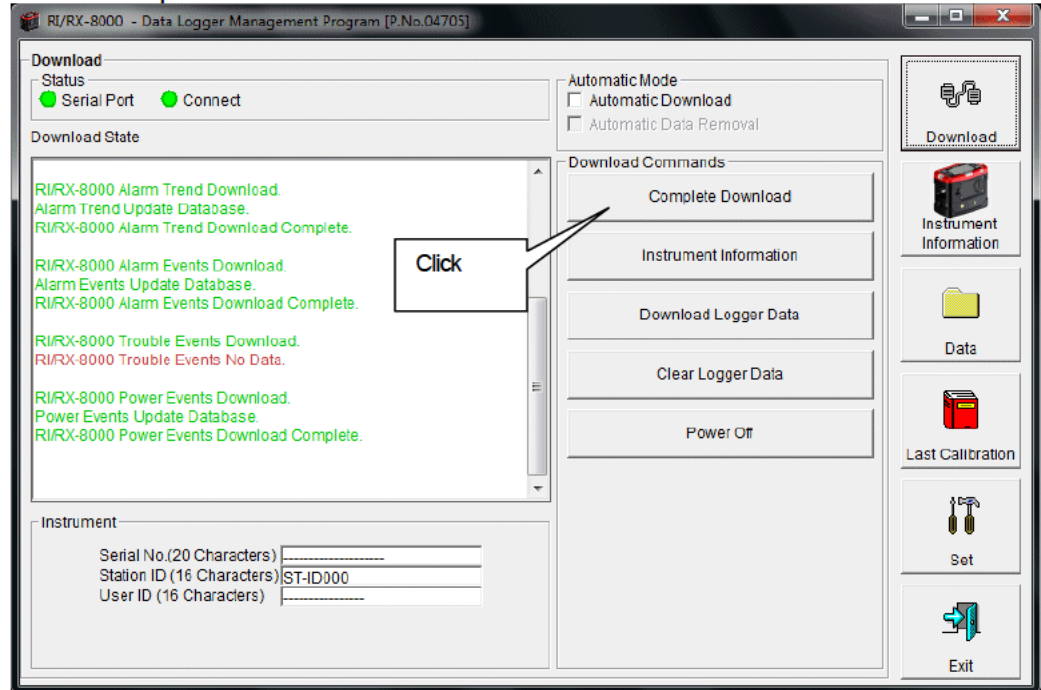 RI/RX-8000 - Data Logger Management Program [P.No.04705]
Download
Status
Serial Port Connect
Download State
RI/RX-8000 Alarm Trend Download.
Alarm Trend Update Database.
RI/RX-8000 Alarm Trend Download Complete.
RI/RX-8000 Alarm Events Download.
Alarm Events Update Database.
RI/RX-8000 Alarm Events Download Complete.
RI/RX-8000 Trouble Events Download.
RI/RX-8000 Trouble Events No Data.
RI/RX-8000 Power Events Download.
Power Events Update Database.
RI/RX-8000 Power Events Download Complete.
Click
Instrument
Serial No.(20 Characters) --------------------
Station ID (16 Characters) ST-ID000
User ID (16 Characters) ----------------
Automatic Mode
Automatic Download
Automatic Data Removal
Download Commands
Complete Download
Instrument Information
Download Logger Data
Clear Logger Data
Power Off
Download
Instrument
Information
Data
Last Calibration
Set
Exit